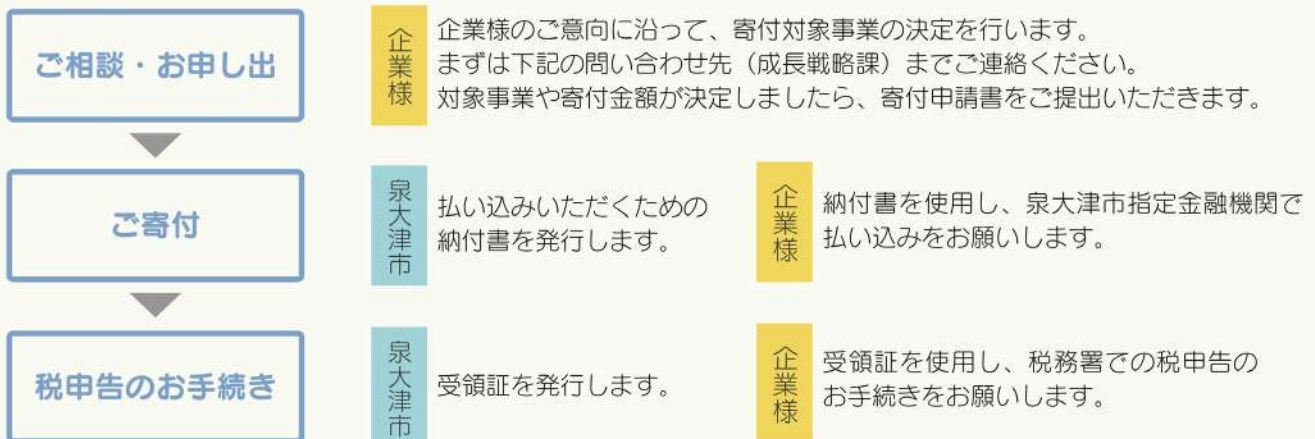 ご相談・お申し出
企業様
企業様のご意向に沿って、寄付対象事業の決定を行います。
まずは下記の問い合わせ先（成長戦略課）までご連絡ください。
対象事業や寄付金額が決定しましたら、寄付申請書をご提出いただきます。
ご寄付
泉大津市
払い込みいただくための
納付書を発行します。
企業様
納付書を使用し、泉大津市指定金融機関で
払い込みをお願いします。
税申告のお手続き
泉大津市
受領証を発行します。
企業様
受領証を使用し、税務署での税申告の
お手続きをお願いします。